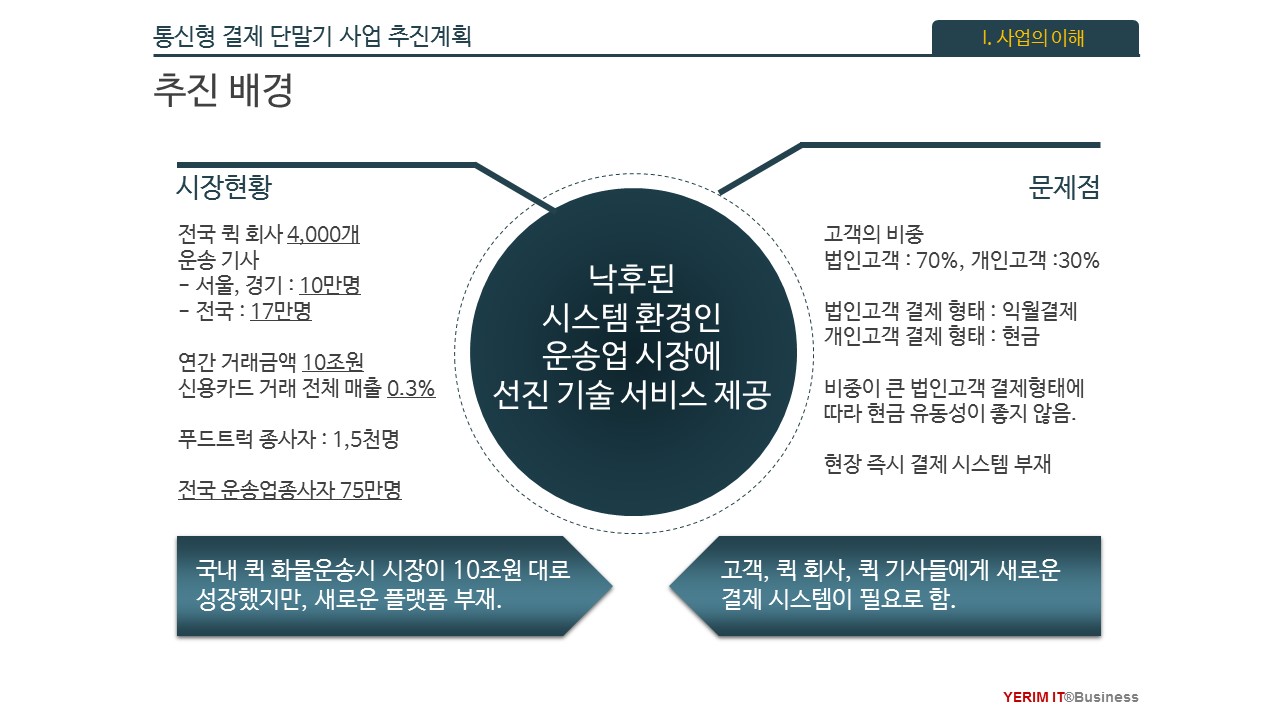 통신형 결제 단말기 사업 추진계획
I. 사업의 이해
추진 배경
시장현황
전국 퀵 회사 4,000개
운송 기사
- 서울, 경기 : 10만명
- 전국 : 17만명
연간 거래금액 10조원
신용카드 거래 전체 매출 0.3%
푸드트럭 종사자 : 1,5천명
전국 운송업종사자 75만명
낙후된
시스템 환경인
운송업 시장에
선진 기술 서비스 제공
문제점
고객의 비중
법인고객 : 70%, 개인고객 :30%
법인고객 결제 형태 : 익월결제
개인고객 결제 형태 : 현금
비중이 큰 법인고객 결제형태에
따라 현금 유동성이 좋지 않음.
현장 즉시 결제 시스템 부재
국내 퀵 화물운송시 시장이 10조원 대로
성장했지만, 새로운 플랫폼 부재.
고객, 퀵 회사, 퀵 기사들에게 새로운
결제 시스템이 필요로 함.
YERIM IT®Business